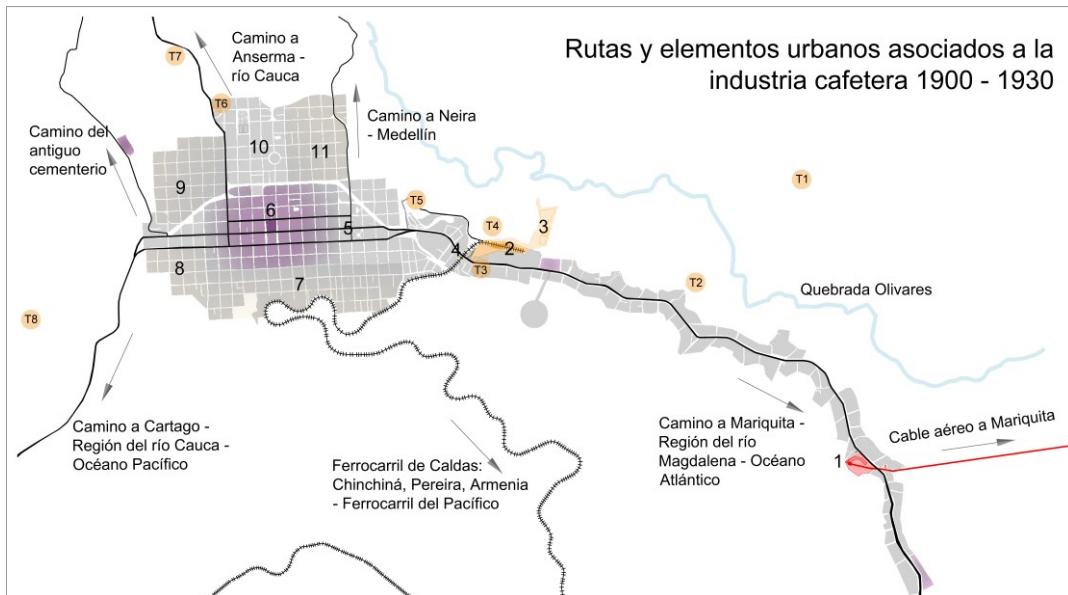 Rutas y elementos urbanos asociados a la
industria cafetera 1900 - 1930
T7
Camino a
Anserma -
río Cauca
T6
Camino a Neira
- Medellín
Camino del
antiguo
cementerio
10
11
9
T1
6
T5
5
T4
3
4
2
8
T3
7
T2
Quebrada Olivares
T8
Camino a Cartago -
Región del río Cauca -
Océano Pacífico
Ferrocarril de Caldas:
Chinchiná, Pereira, Armenia
- Ferrocarril del Pacífico
Camino a Mariquita -
Región del río
Magdalena - Océano
Atlántico
Cable aéreo a Mariquita
1